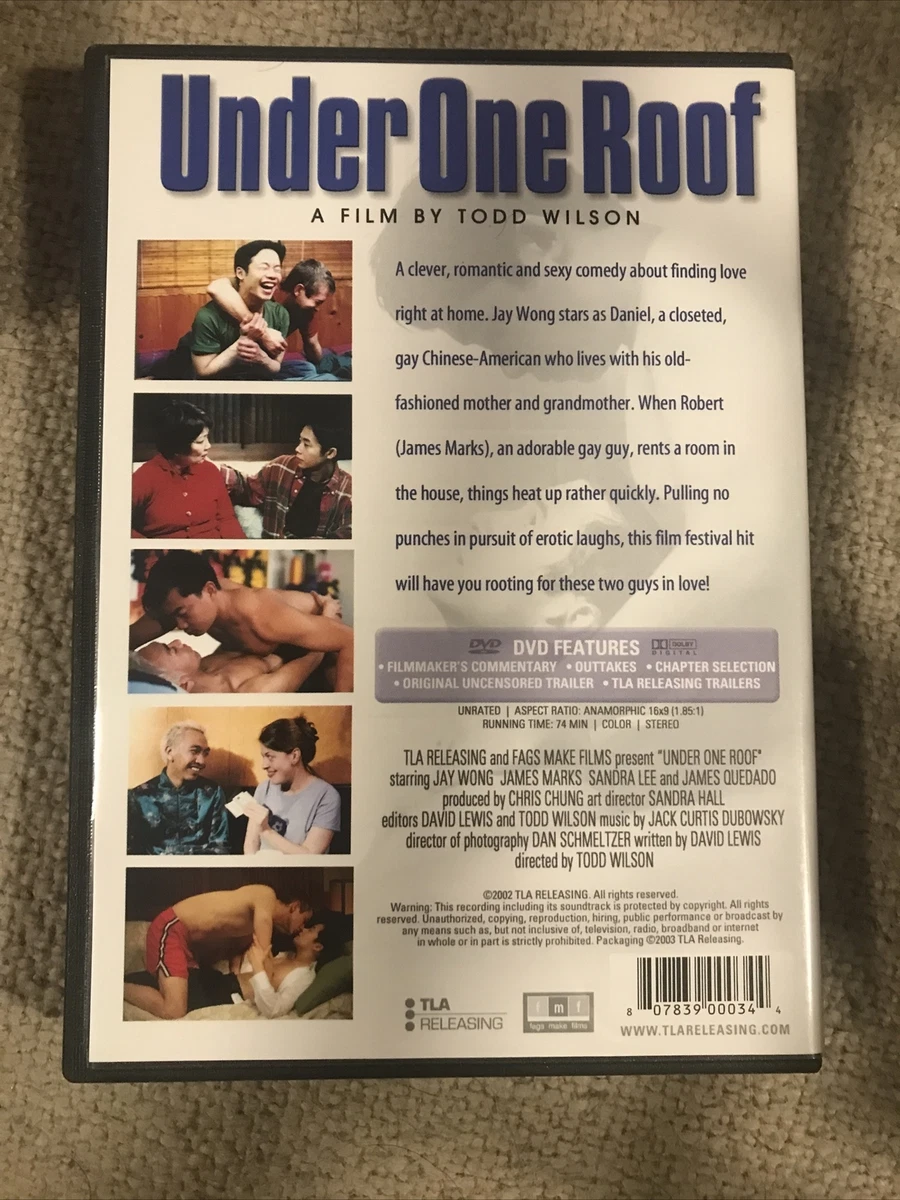 Under One Roof
A FILM BY TODD WILSON
A clever, romantic and sexy comedy about finding love
right at home. Jay Wong stars as Daniel, a closeted,
gay Chinese-American who lives with his old-
fashioned mother and grandmother. When Robert
(James Marks), an adorable gay guy, rents a room in
the house, things heat up rather quickly. Pulling no
punches in pursuit of erotic laughs, this film festival hit
will have you rooting for these two guys in love!
DVD DVD FEATURES DOLBY DIGITAL
• FILMMAKER'S COMMENTARY • OUTTAKES • CHAPTER SELECTION
• ORIGINAL UNCENSORED TRAILER • TLA RELEASING TRAILERS
UNRATED | ASPECT RATIO: ANAMORPHIC 16x9 (1.85:1)
RUNNING TIME: 74 MIN | COLOR | STEREO
TLA RELEASING and FAGS MAKE FILMS present "UNDER ONE ROOF"
starring JAY WONG JAMES MARKS SANDRA LEE and JAMES QUEDADO
produced by CHRIS CHUNG art director SANDRA HALL
editors DAVID LEWIS and TODD WILSON music by JACK CURTIS DUBOWSKY
director of photography DAN SCHMELTZER written by DAVID LEWIS
directed by TODD WILSON
©2002 TLA RELEASING. All rights reserved.
Warning: This recording including its soundtrack is protected by copyright. All rights
reserved. Unauthorized, copying, reproduction, hiring, public performance or broadcast by
any means such as, but not inclusive of, television, radio, broadband or internet
in whole or in part is strictly prohibited. Packaging ©2003 TLA Releasing.
TLA
RELEASING
f m f
fags make films
8 07839 00034 4
WWW.TLARELEASING.COM